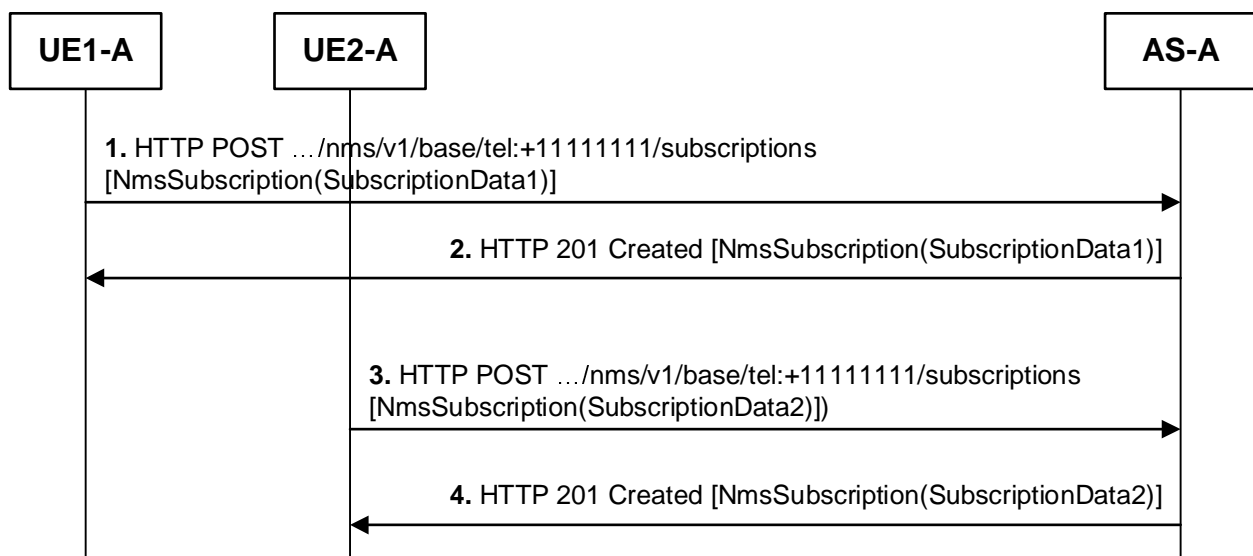 UE1-A
UE2-A
AS-A
1. HTTP POST …/nms/v1/base/tel:+11111111/subscriptions
[NmsSubscription(SubscriptionData1)]
2. HTTP 201 Created [NmsSubscription(SubscriptionData1)]
3. HTTP POST …/nms/v1/base/tel:+11111111/subscriptions
[NmsSubscription(SubscriptionData2)])
4. HTTP 201 Created [NmsSubscription(SubscriptionData2)]